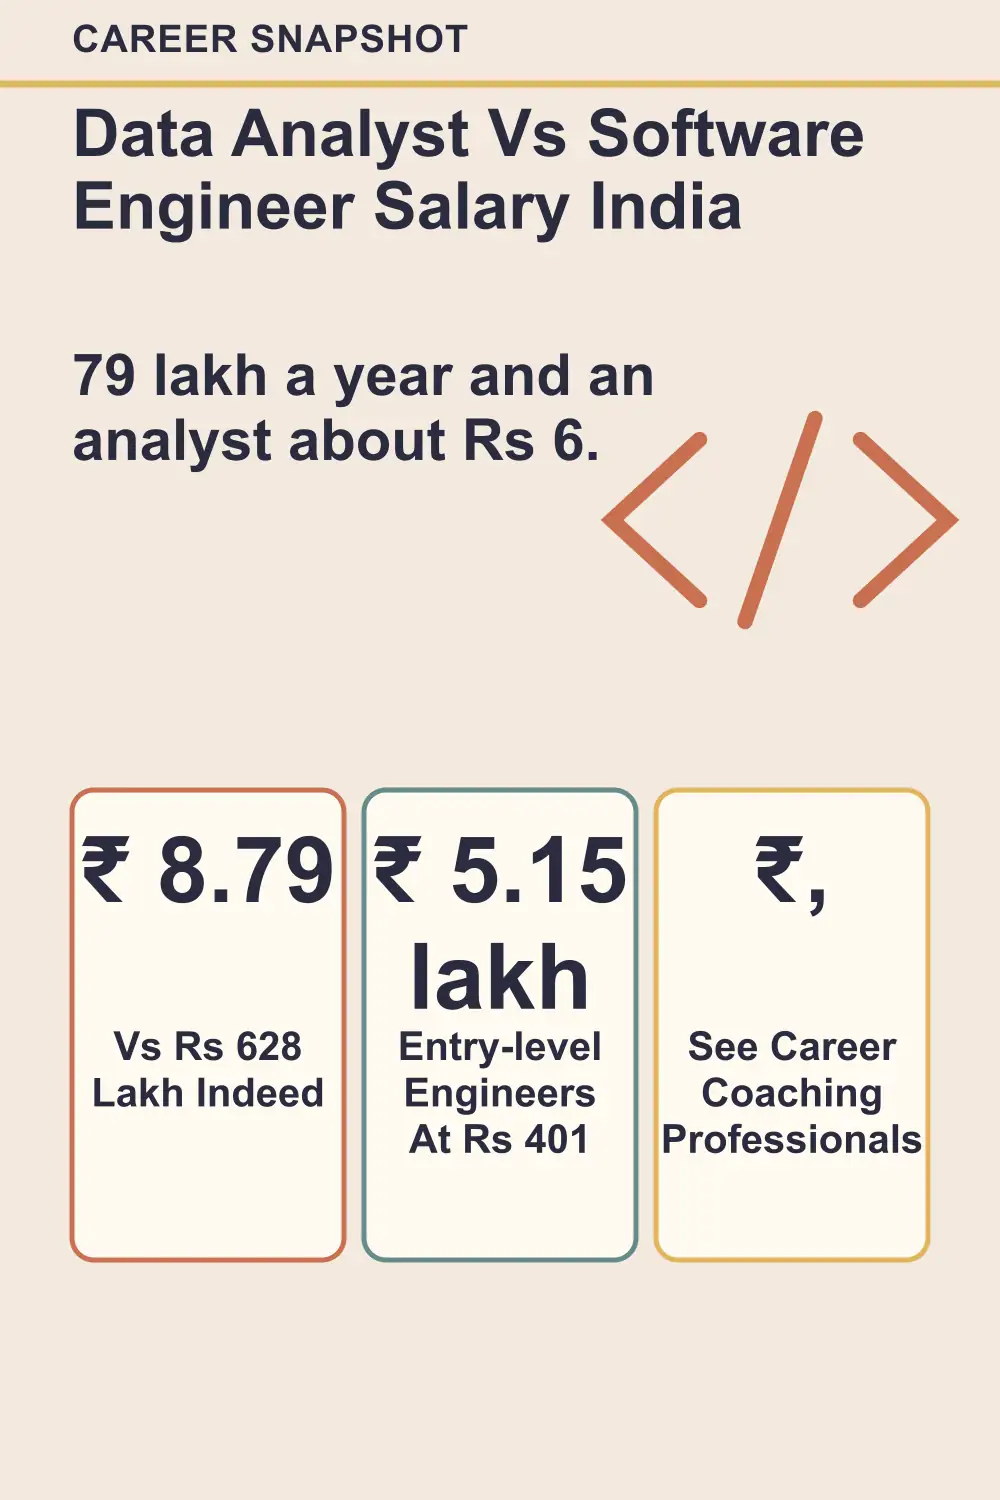 CAREER SNAPSHOT
Data Analyst Vs Software
Engineer Salary India
79 lakh a year and an
analyst about Rs 6.
</>
₹ 8.79
Vs Rs 628
Lakh Indeed
₹ 5.15
lakh
Entry-level
Engineers
At Rs 401
₹,
See Career
Coaching
Professionals